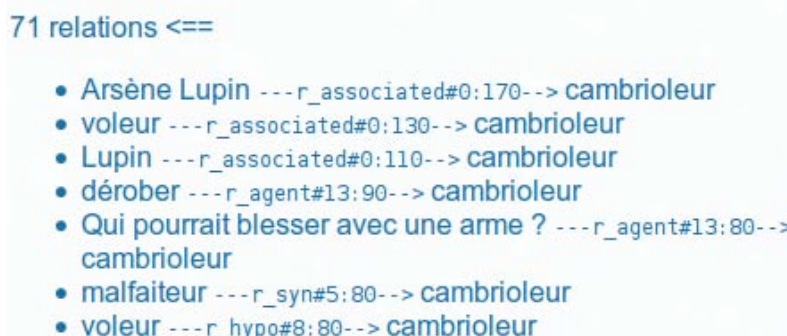 71 relations <==
• Arsène Lupin ---r_associated#0:170--> cambrioleur
• voleur ---r_associated#0:130--> cambrioleur
• Lupin ---r_associated#0:110--> cambrioleur
• dérober ---r_agent#13:90--> cambrioleur
• Qui pourrait blesser avec une arme ? ---r_agent#13:80-->
cambrioleur
• malfaiteur ---r_syn#5:80--> cambrioleur
• voleur ---r_hypo#8:80--> cambrioleur